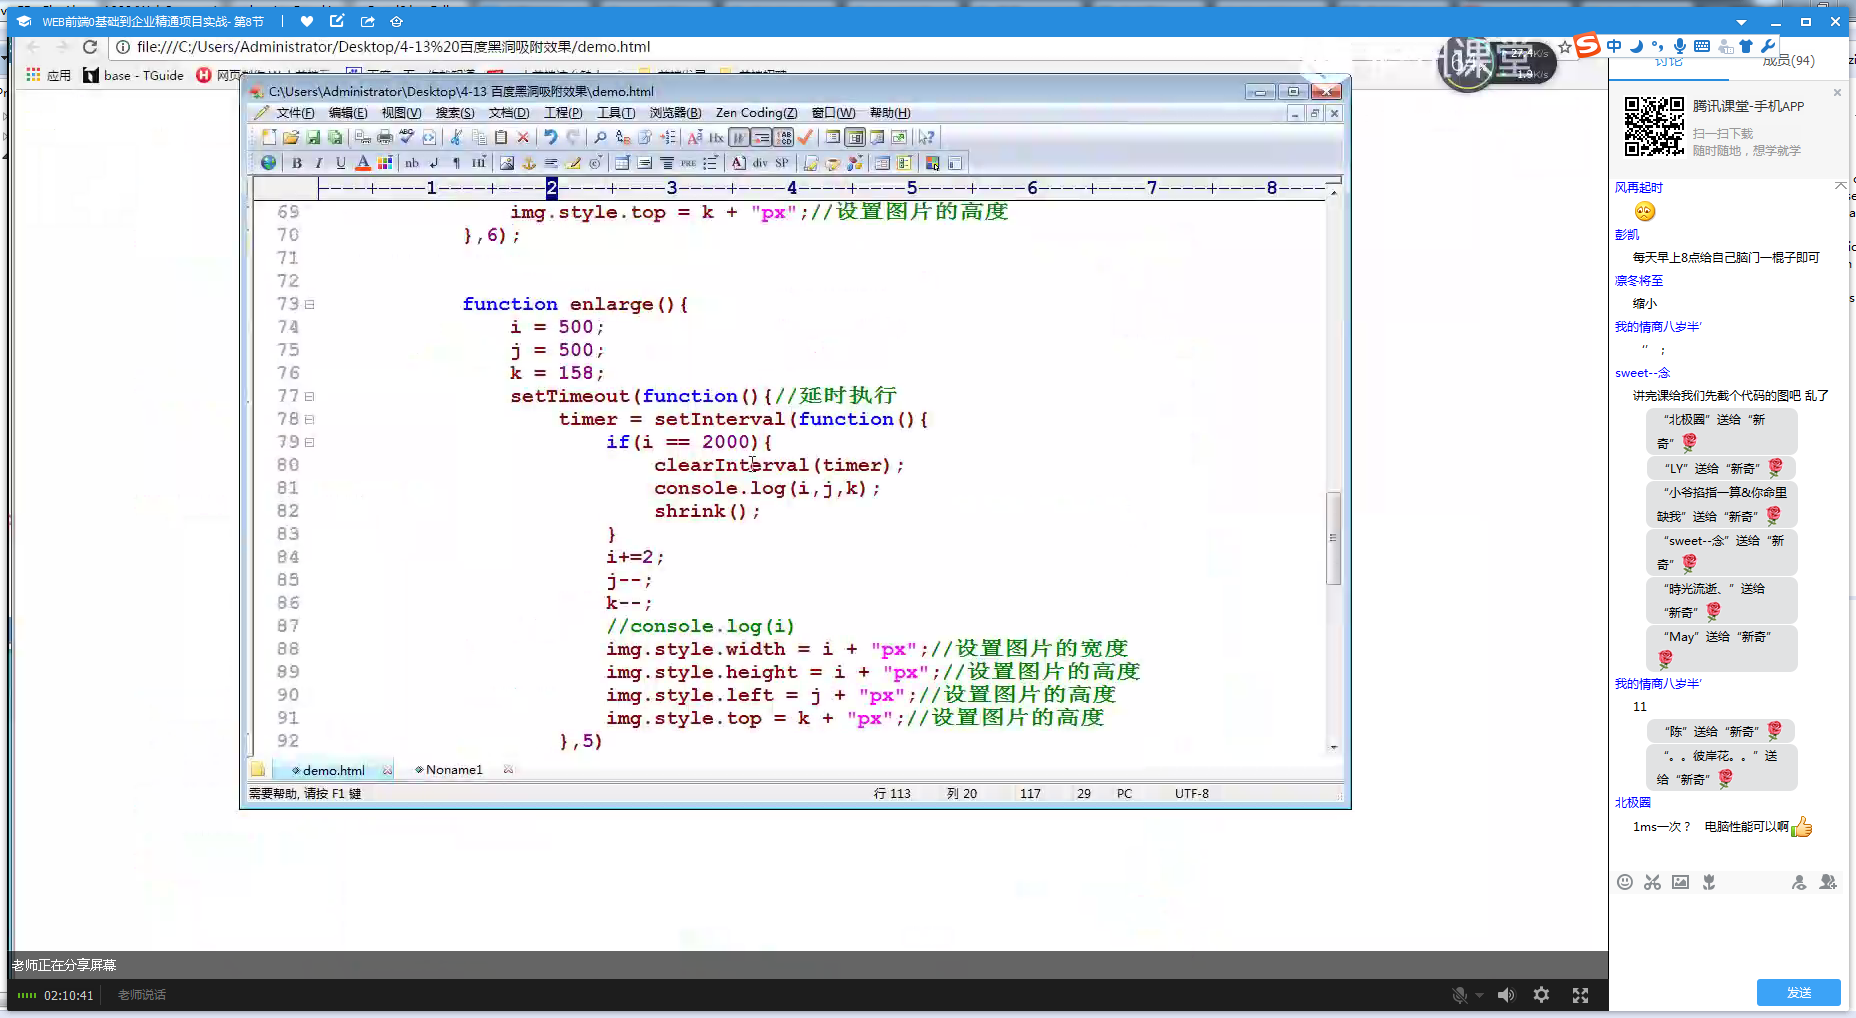 WEB前端0基础到企业精通项目实战- 第8节
file:///C:/Users/Administrator/Desktop/4-13%20百度黑洞吸附效果/demo.html
应用
base - TGuide
中
课堂
讨论
成员(94)
C:\Users\Administrator\Desktop\4-13 百度黑洞吸附效果\demo.html
文件(F) 编辑(E) 视图(V) 搜索(S) 文档(D) 工程(P) 工具(T) 浏览器(B) Zen Coding(Z) 窗口(W) 帮助(H)
B I U A nb ¶ Hi PRE A div SP
----+----1----+----2----+----3----+----4----+----5----+----6----+----7----+----8----
69 img.style.top = k + "px";//设置图片的高度
70 },6);
71
72
73 function enlarge(){
74 i = 500;
75 j = 500;
76 k = 158;
77 setTimeout(function(){//延时执行
78 timer = setInterval(function(){
79 if(i == 2000){
80 clearInterval(timer);
81 console.log(i,j,k);
82 shrink();
83 }
84 i+=2;
85 j--;
86 k--;
87 //console.log(i)
88 img.style.width = i + "px";//设置图片的宽度
89 img.style.height = i + "px";//设置图片的高度
90 img.style.left = j + "px";//设置图片的高度
91 img.style.top = k + "px";//设置图片的高度
92 },5)
demo.html
Noname1
需要帮助, 请按 F1 键
行 113 列 20 117 29 PC UTF-8
腾讯课堂-手机APP
扫一扫下载
随时随地，想学就学
风再起时
彭凯
每天早上8点给自己脑门一棍子即可
凛冬将至
缩小
我的情商八岁半'
” ；
sweet--念
讲完课给我们先截个代码的图吧 乱了
“北极圈”送给“新
奇”
“LY”送给“新奇”
“小爷掐指一算&你命里
缺我”送给“新奇”
“sweet--念”送给“新
奇”
“時光流逝、”送给
“新奇”
“May”送给“新奇”
我的情商八岁半'
11
“陈”送给“新奇”
“。。彼岸花。。”送
给“新奇”
北极圈
1ms一次？ 电脑性能可以啊
发送
老师正在分享屏幕
02:10:41
老师说话